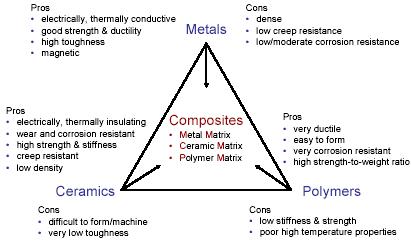 Pros
• electrically, thermally conductive
• good strength & ductility
• high toughness
• magnetic
Metals
Cons
• dense
• low creep resistance
• low/moderate corrosion resistance
Pros
• electrically, thermally insulating
• wear and corrosion resistant
• high strength & stiffness
• creep resistant
• low density
Composites
• Metal Matrix
• Ceramic Matrix
• Polymer Matrix
Pros
• very ductile
• easy to form
• very corrosion resistant
• high strength-to-weight ratio
Ceramics
Polymers
Cons
• difficult to form/machine
• very low toughness
Cons
• low stiffness & strength
• poor high temperature properties